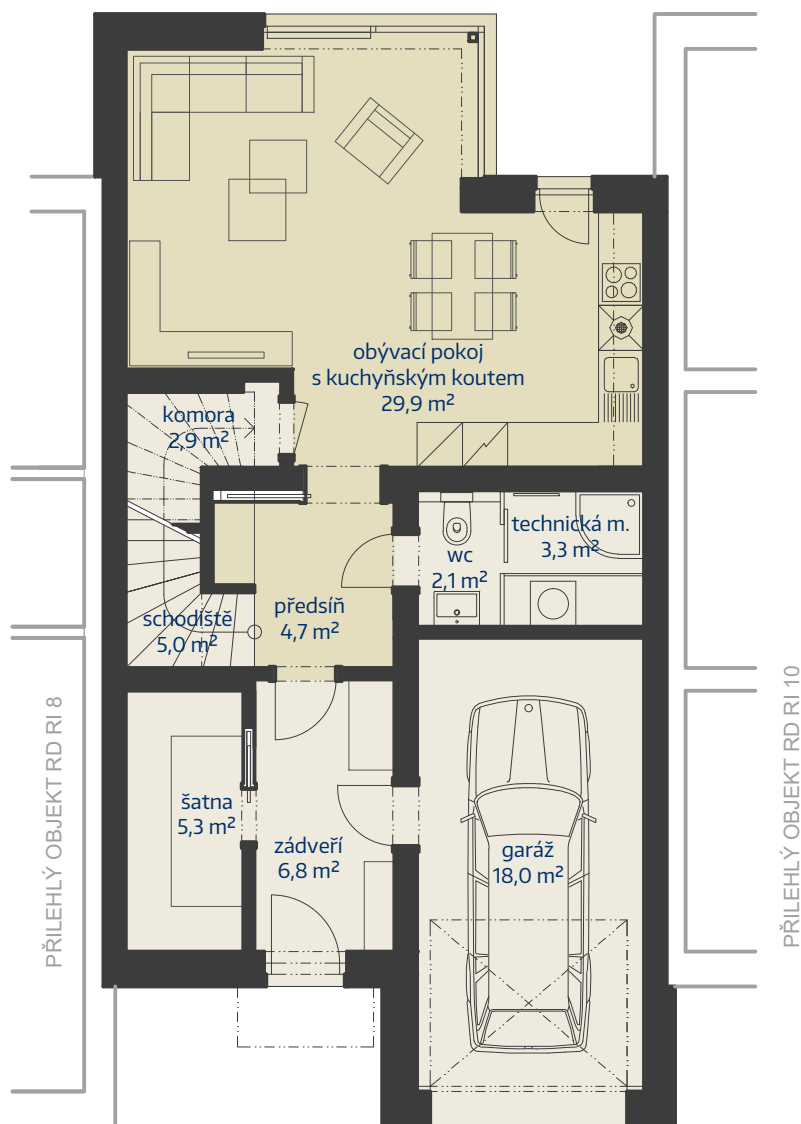 obývací pokoj
s kuchyňským koutem
29,9 m²
komora
2,9 m²
technická m.
3,3 m²
wc
2,1 m²
předsíň
4,7 m²
schodiště
5,0 m²
šatna
5,3 m²
zádveří
6,8 m²
garáž
18,0 m²
PŘILEHLÝ OBJEKT RD RI 8
PŘILEHLÝ OBJEKT RD RI 10